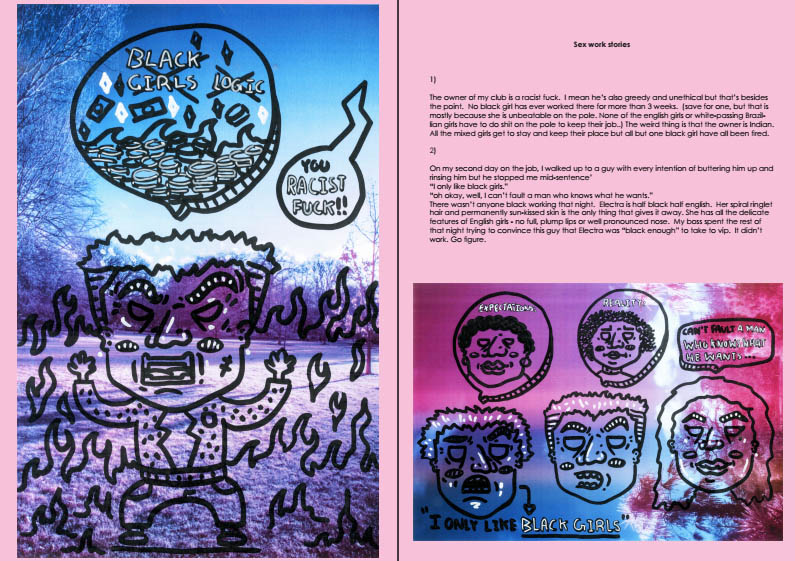 BLACK
GIRLS LOGIC
YOU
RACIST
FUCK!!
Sex work stories
1)
The owner of my club is a racist fuck. I mean he's also greedy and unethical but that's besides
the point. No black girl has ever worked there for more than 3 weeks. (save for one, but that is
mostly because she is unbeatable on the pole. None of the english girls or white-passing Brazil-
ian girls have to do shit on the pole to keep their job..) The weird thing is that the owner is Indian.
All the mixed girls get to stay and keep their place but all but one black girl have all been fired.
2)
On my second day on the job, I walked up to a guy with every intention of buttering him up and
rinsing him but he stopped me mid-sentence'
"I only like black girls."
"oh okay, well, I can't fault a man who knows what he wants."
There wasn't anyone black working that night. Electra is half black half english. Her spiral ringlet
hair and permanently sun-kissed skin is the only thing that gives it away. She has all the delicate
features of English girls - no full, plump lips or well pronounced nose. My boss spent the rest of
that night trying to convince this guy that Electra was "black enough" to take to vip. It didn't
work. Go figure.
EXPECTATIONS
REALITY
CAN'T FAULT A MAN
WHO KNOWS WHAT
HE WANTS...
"I ONLY LIKE BLACK GIRLS"